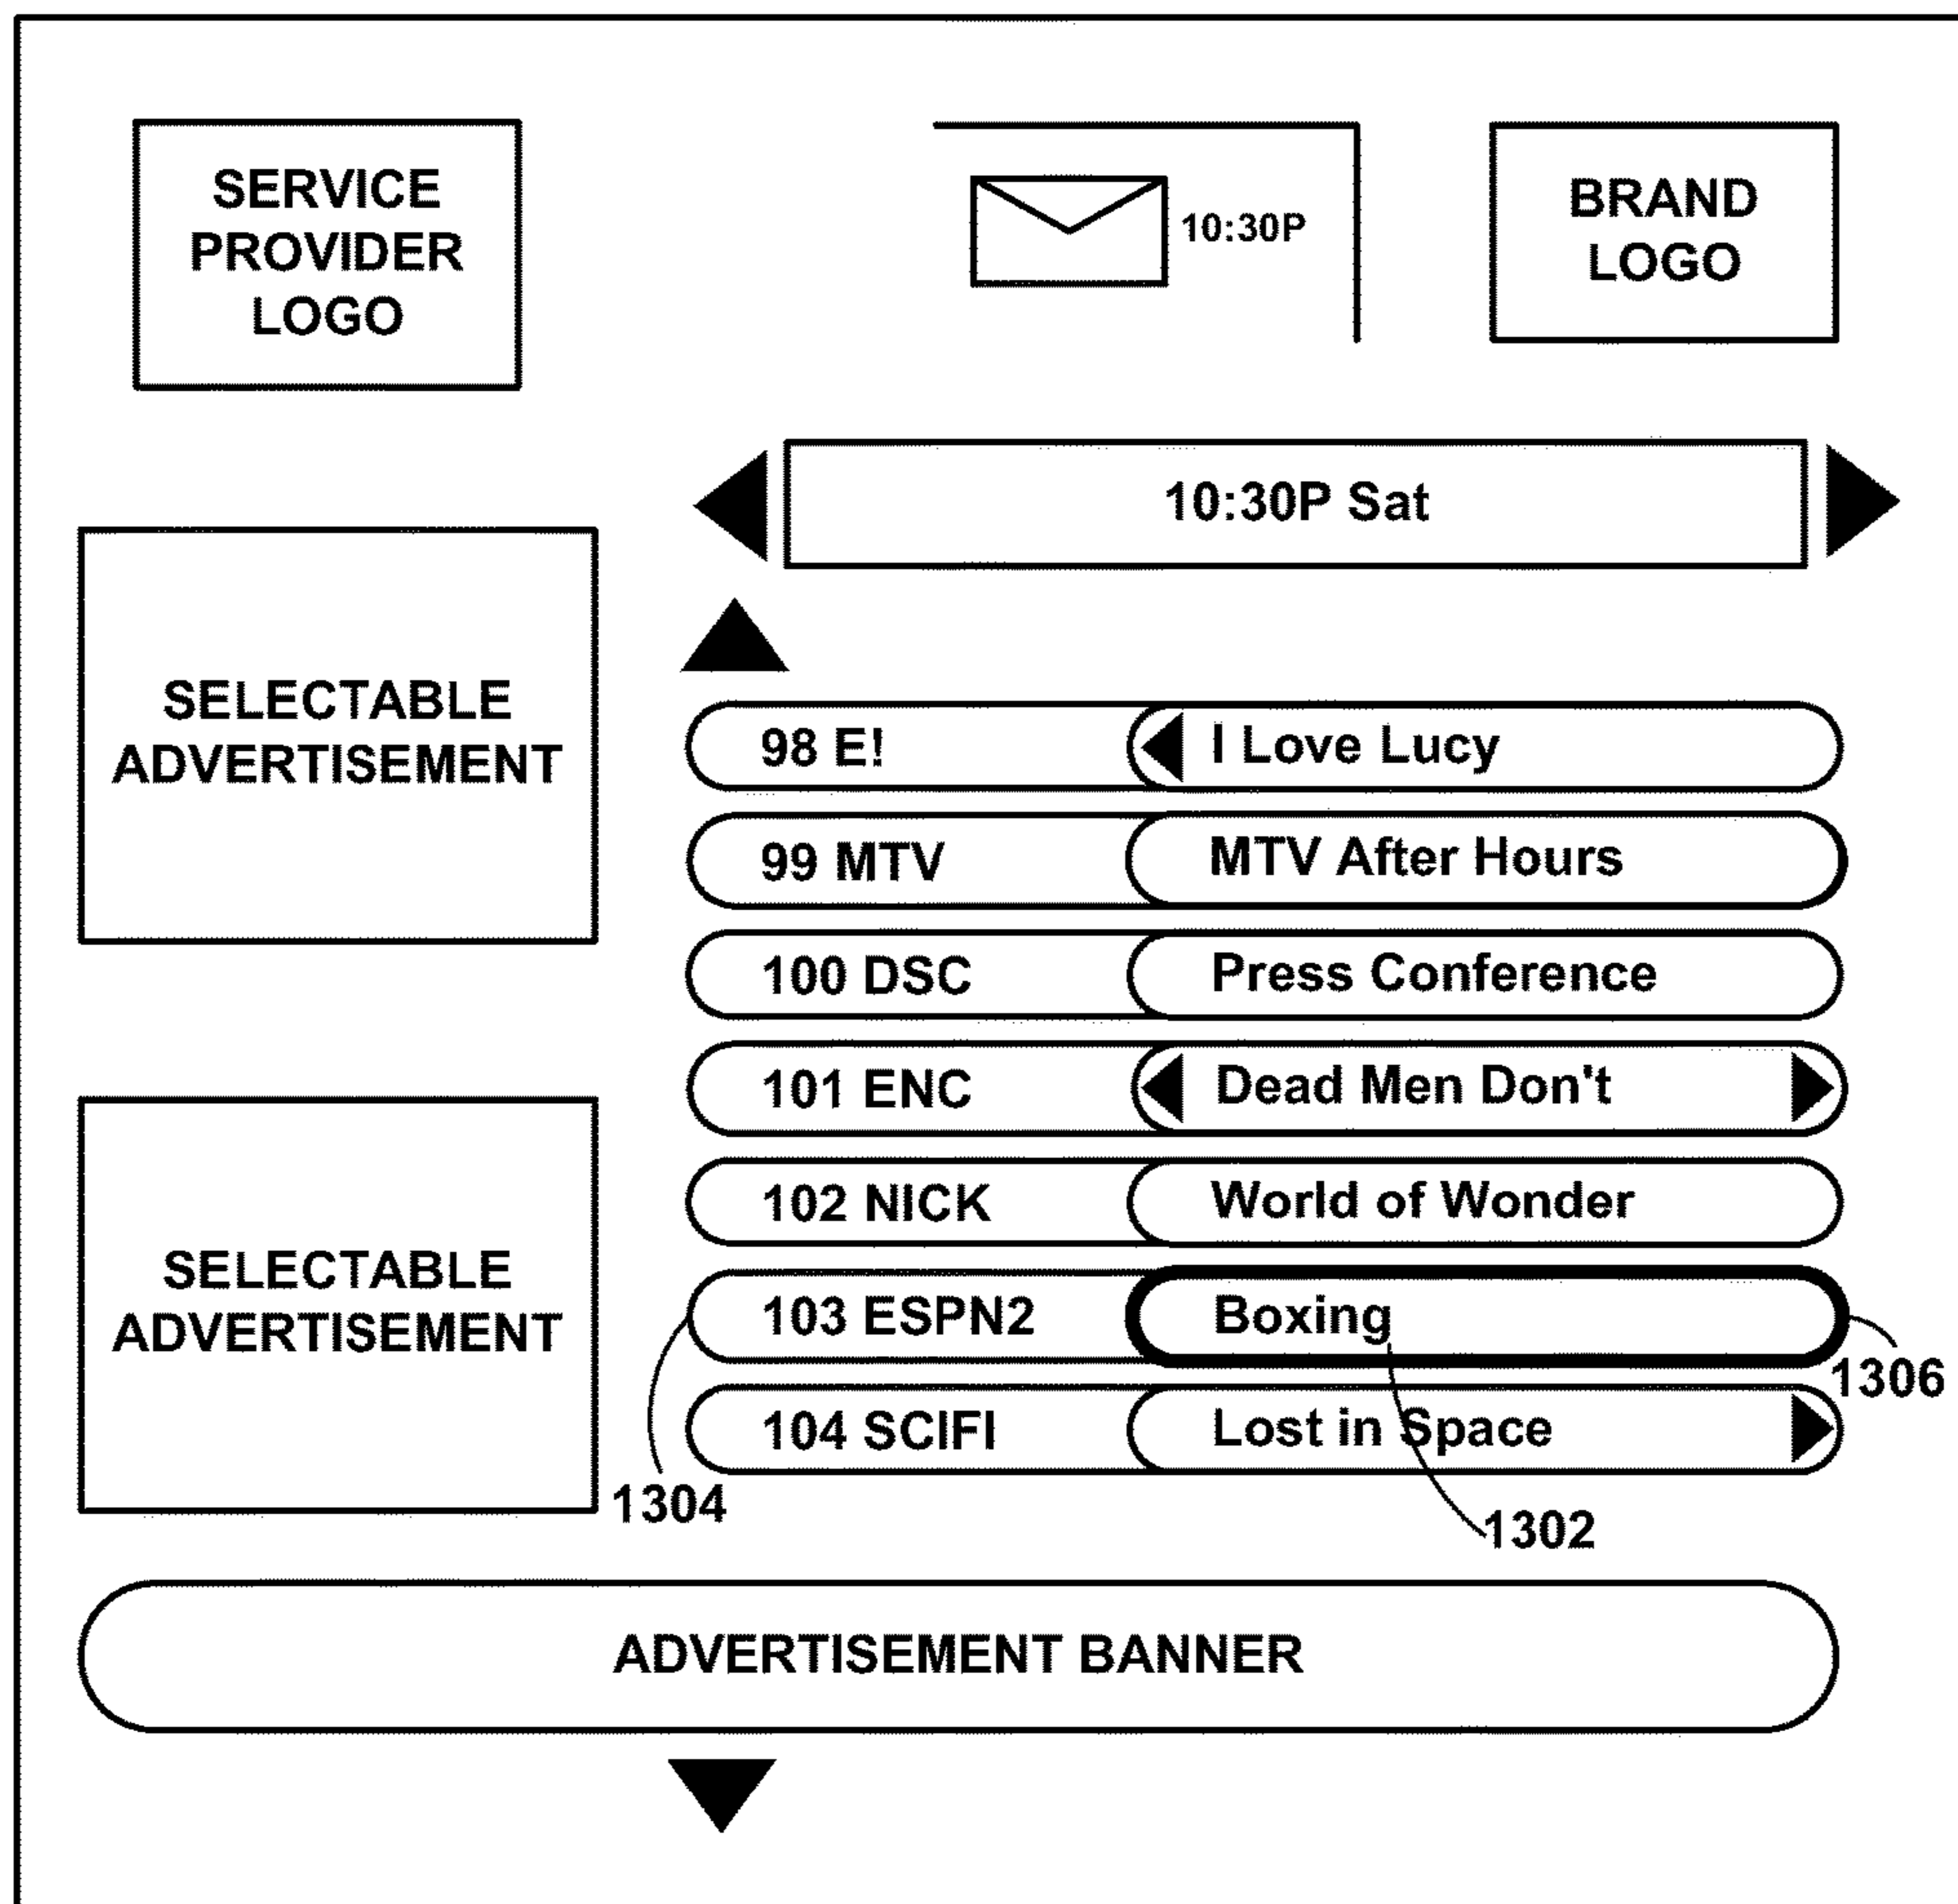 SERVICE
PROVIDER
LOGO
10:30P
BRAND
LOGO
10:30P Sat
SELECTABLE
ADVERTISEMENT
98 E! I Love Lucy
99 MTV MTV After Hours
100 DSC Press Conference
101 ENC Dead Men Don't
102 NICK World of Wonder
SELECTABLE
ADVERTISEMENT
103 ESPN2 Boxing
1306
104 SCIFI Lost in Space
1304
1302
ADVERTISEMENT BANNER